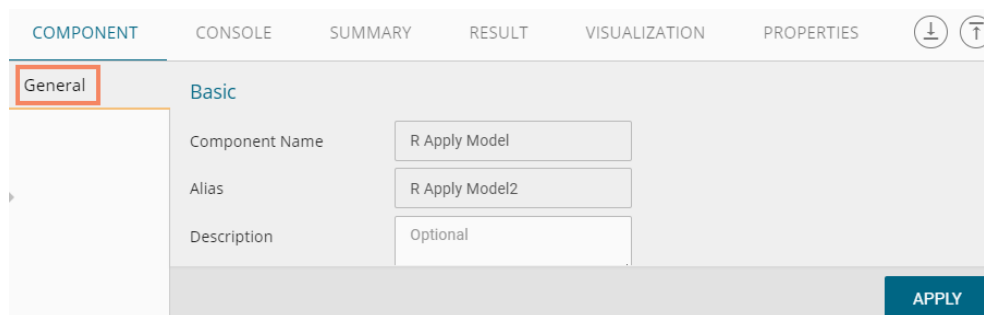 COMPONENT CONSOLE SUMMARY RESULT VISUALIZATION PROPERTIES
General
Basic
Component Name R Apply Model
Alias R Apply Model2
Description Optional
APPLY